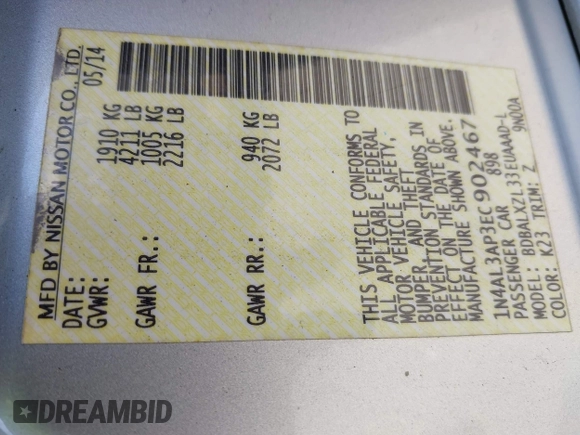 MFD BY NISSAN MOTOR CO., LTD.
DATE: 05/14
GVWR: 1910 KG
4211 LB
GAWR FR.: 1005 KG
2216 LB
GAWR RR.: 940 KG
2072 LB
THIS VEHICLE CONFORMS TO
ALL APPLICABLE FEDERAL
MOTOR VEHICLE SAFETY,
BUMPER, AND THEFT
PREVENTION STANDARDS IN
EFFECT ON THE DATE OF
MANUFACTURE SHOWN ABOVE.
1N4AL3AP3EC902467
PASSENGER CAR 898
MODEL: BDBALXZL33EUAAAD-L
COLOR: K23 TRIM: Z 9N00A
DREAMBID